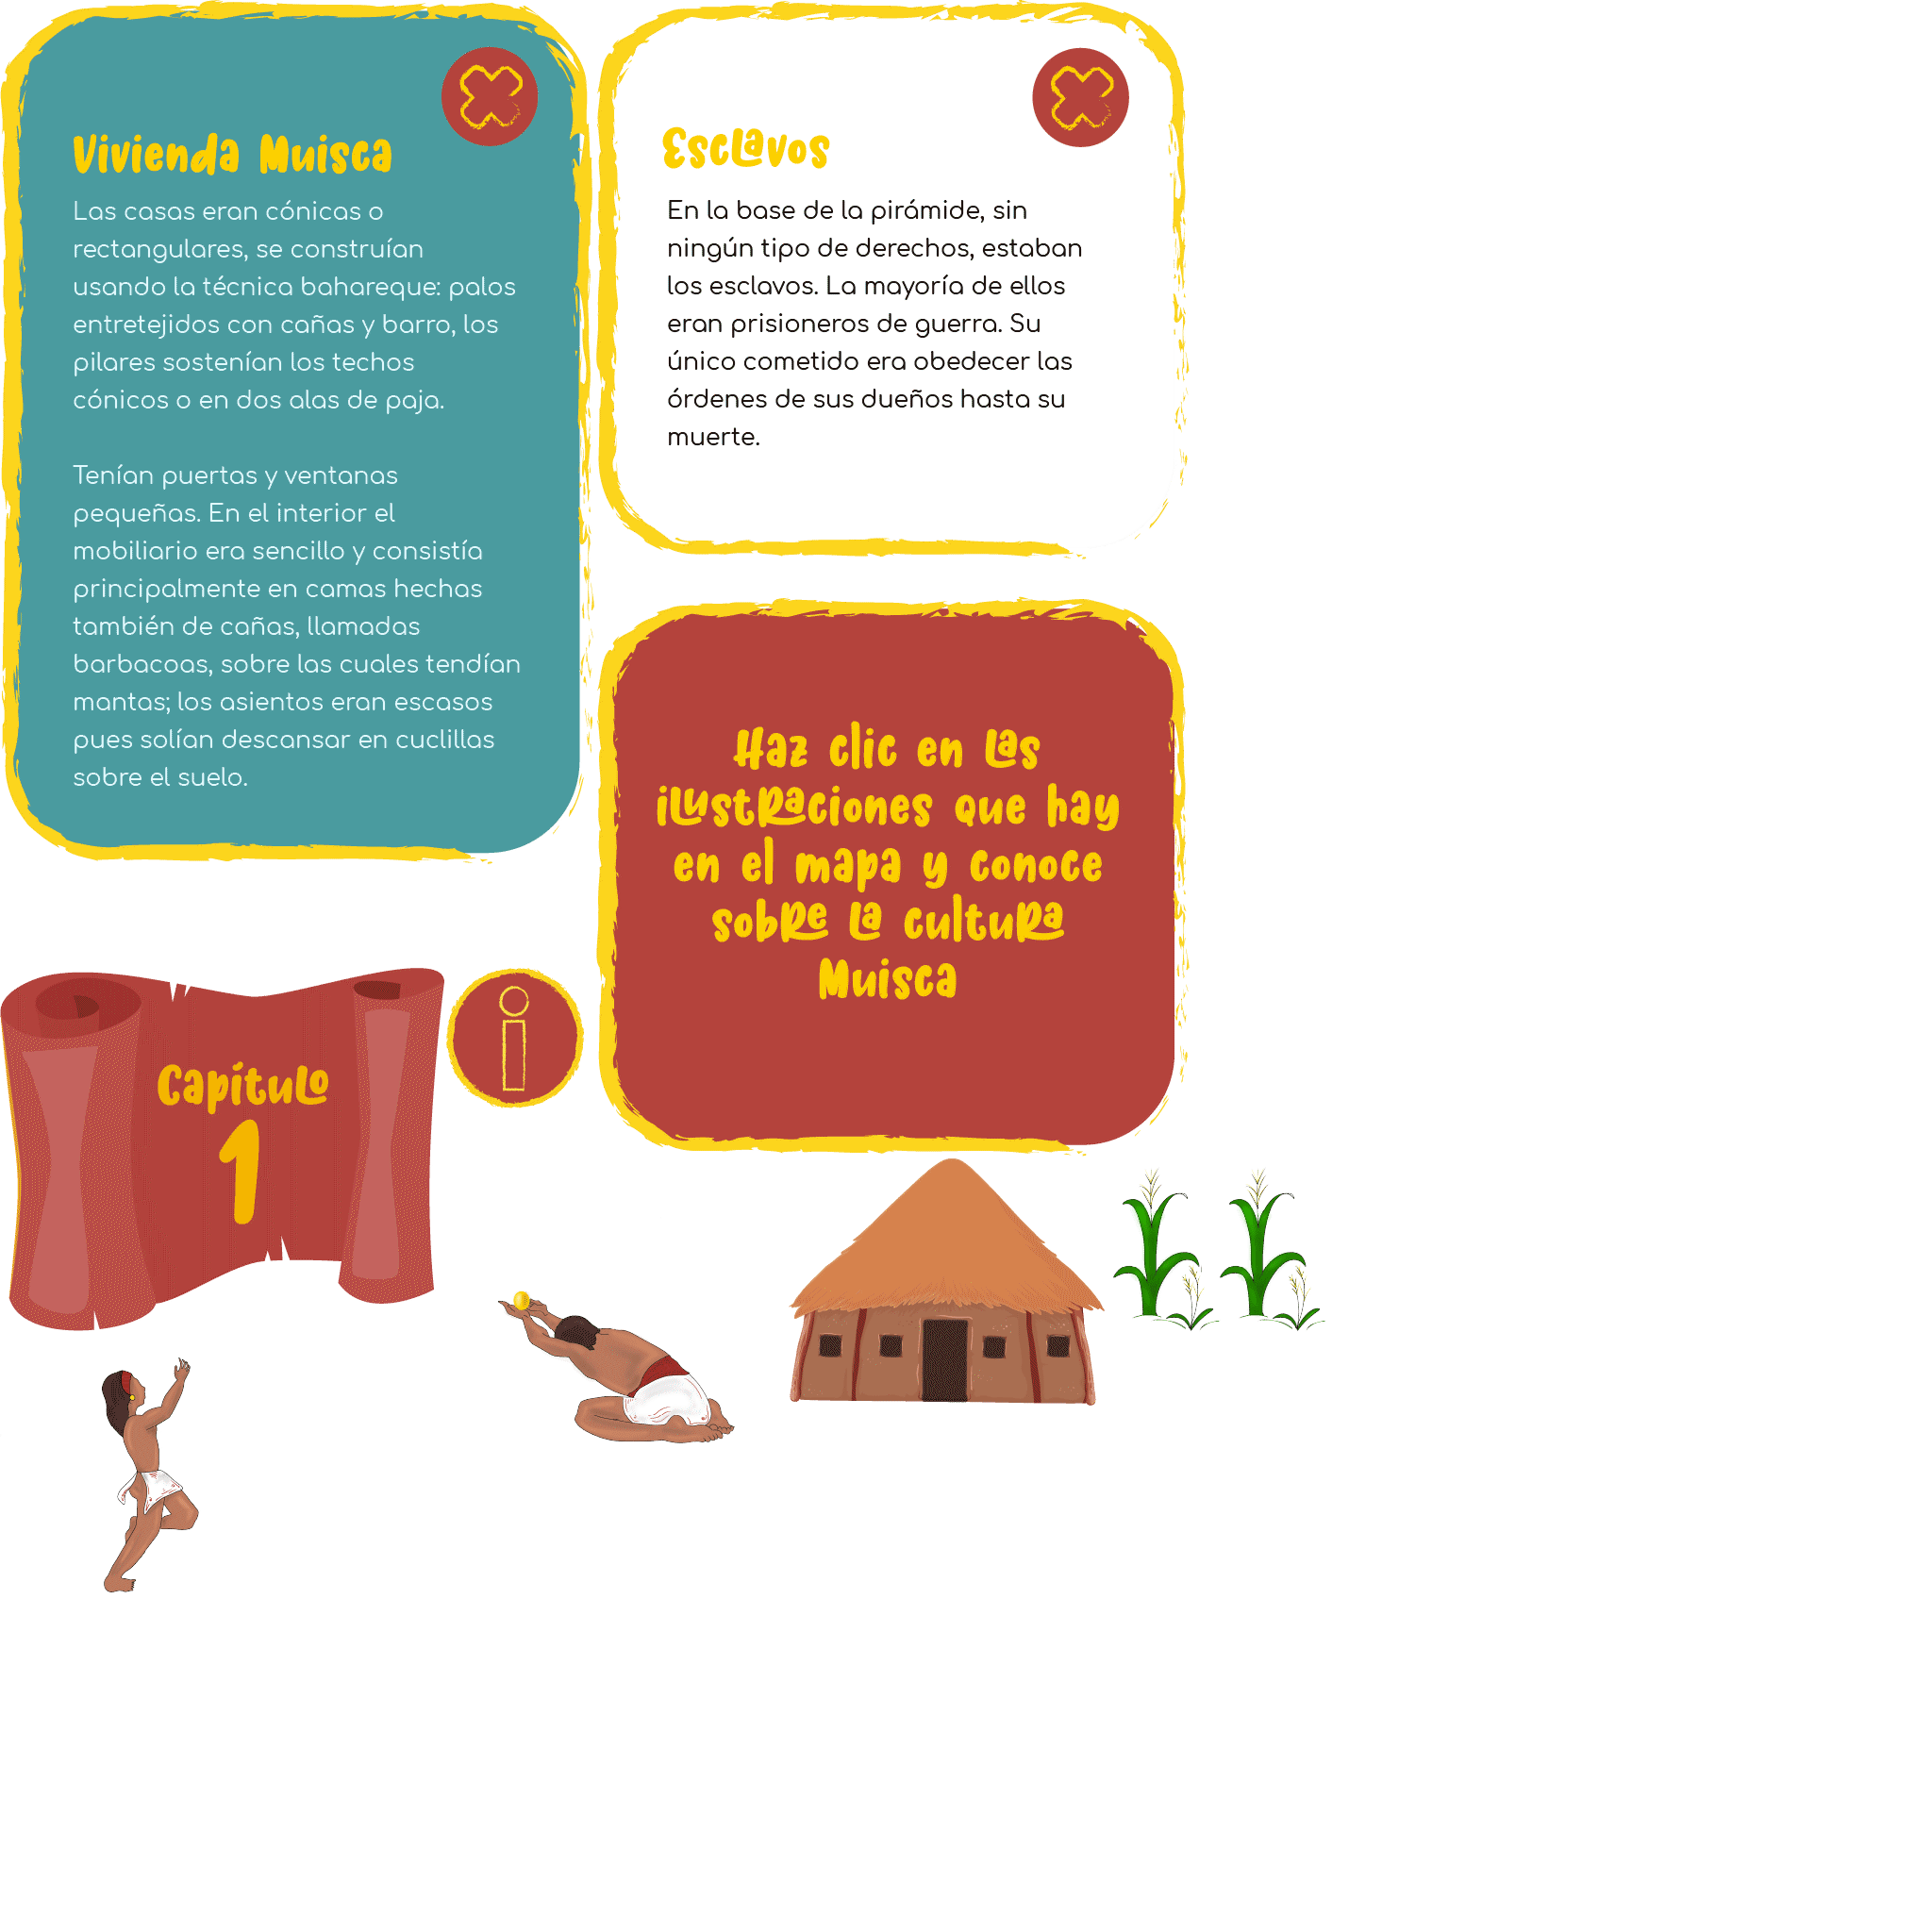 Vivienda Muisca
Las casas eran cónicas o
rectangulares, se construían
usando la técnica bahareque: palos
entretejidos con cañas y barro, los
pilares sostenían los techos
cónicos o en dos alas de paja.
Tenían puertas y ventanas
pequeñas. En el interior el
mobiliario era sencillo y consistía
principalmente en camas hechas
también de cañas, llamadas
barbacoas, sobre las cuales tendían
mantas; los asientos eran escasos
pues solían descansar en cuclillas
sobre el suelo.
Esclavos
En la base de la pirámide, sin
ningún tipo de derechos, estaban
los esclavos. La mayoría de ellos
eran prisioneros de guerra. Su
único cometido era obedecer las
órdenes de sus dueños hasta su
muerte.
Haz clic en las
ilustraciones que hay
en el mapa y conoce
sobre la cultura
Muisca
Capítulo
1
i